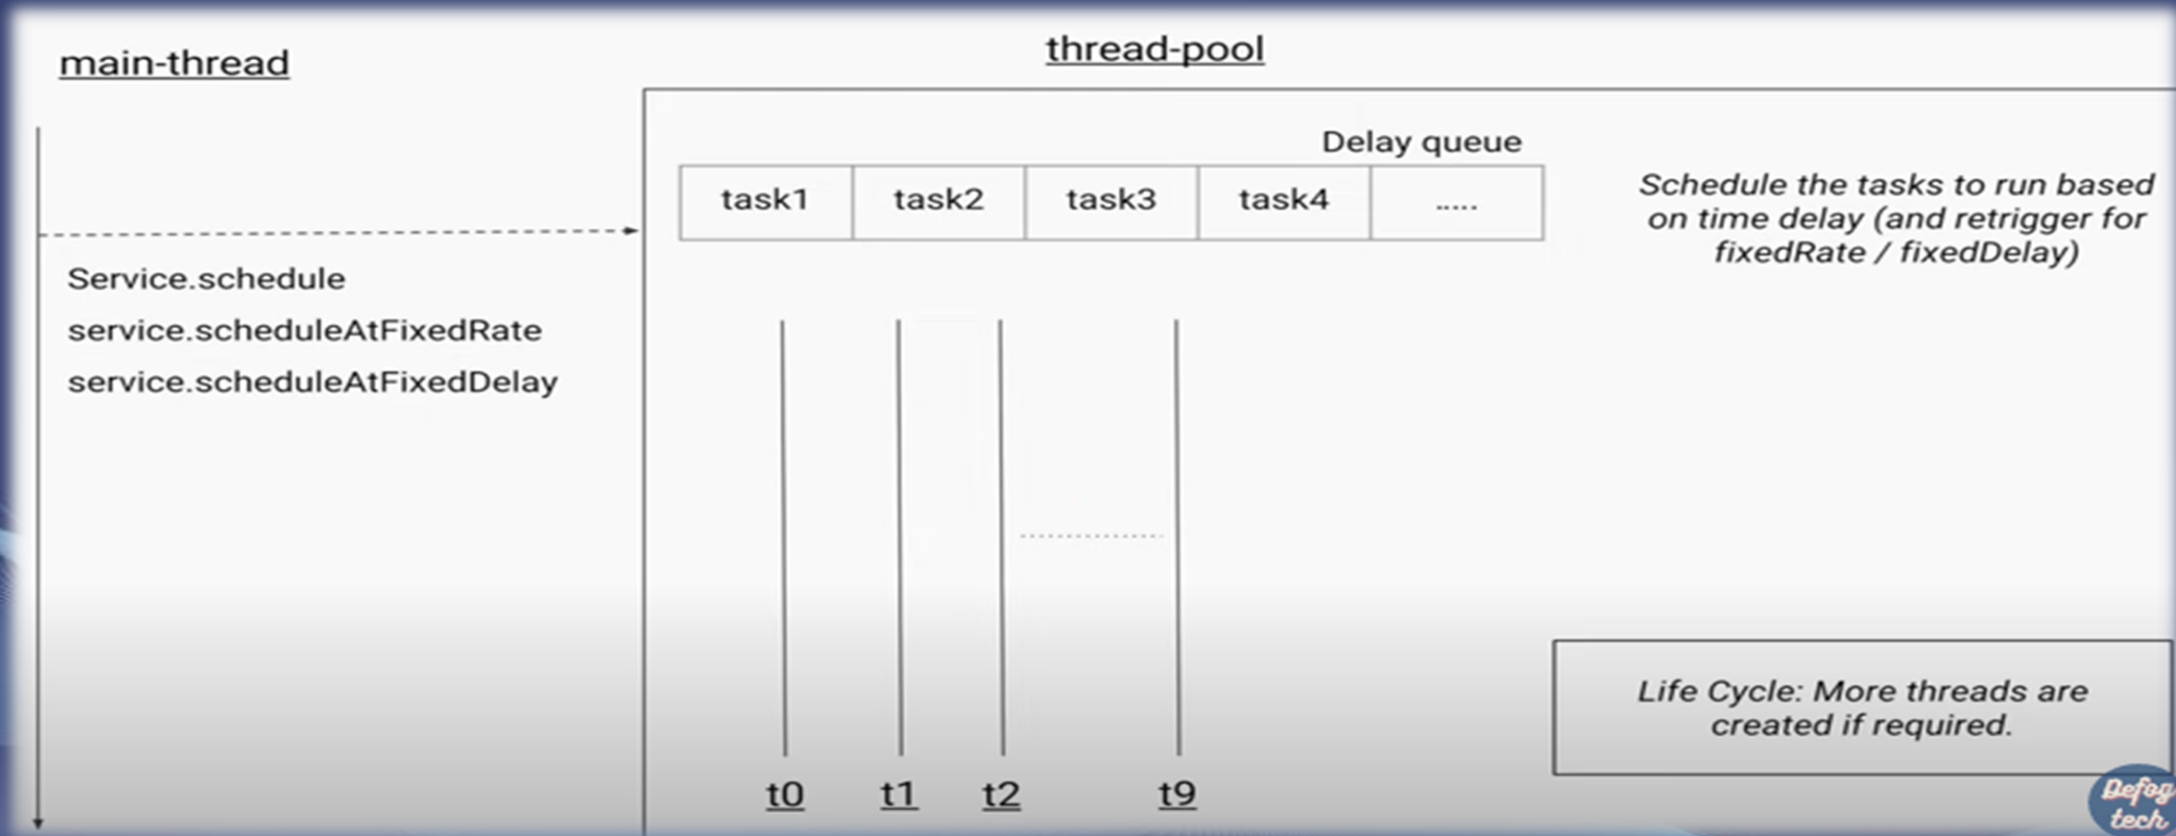 main-thread
thread-pool
Delay queue
task1 task2 task3 task4 .....
Schedule the tasks to run based
on time delay (and retrigger for
fixedRate / fixedDelay)
Service.schedule
service.scheduleAtFixedRate
service.scheduleAtFixedDelay
Life Cycle: More threads are
created if required.
t0 t1 t2 t9
Defog
tech